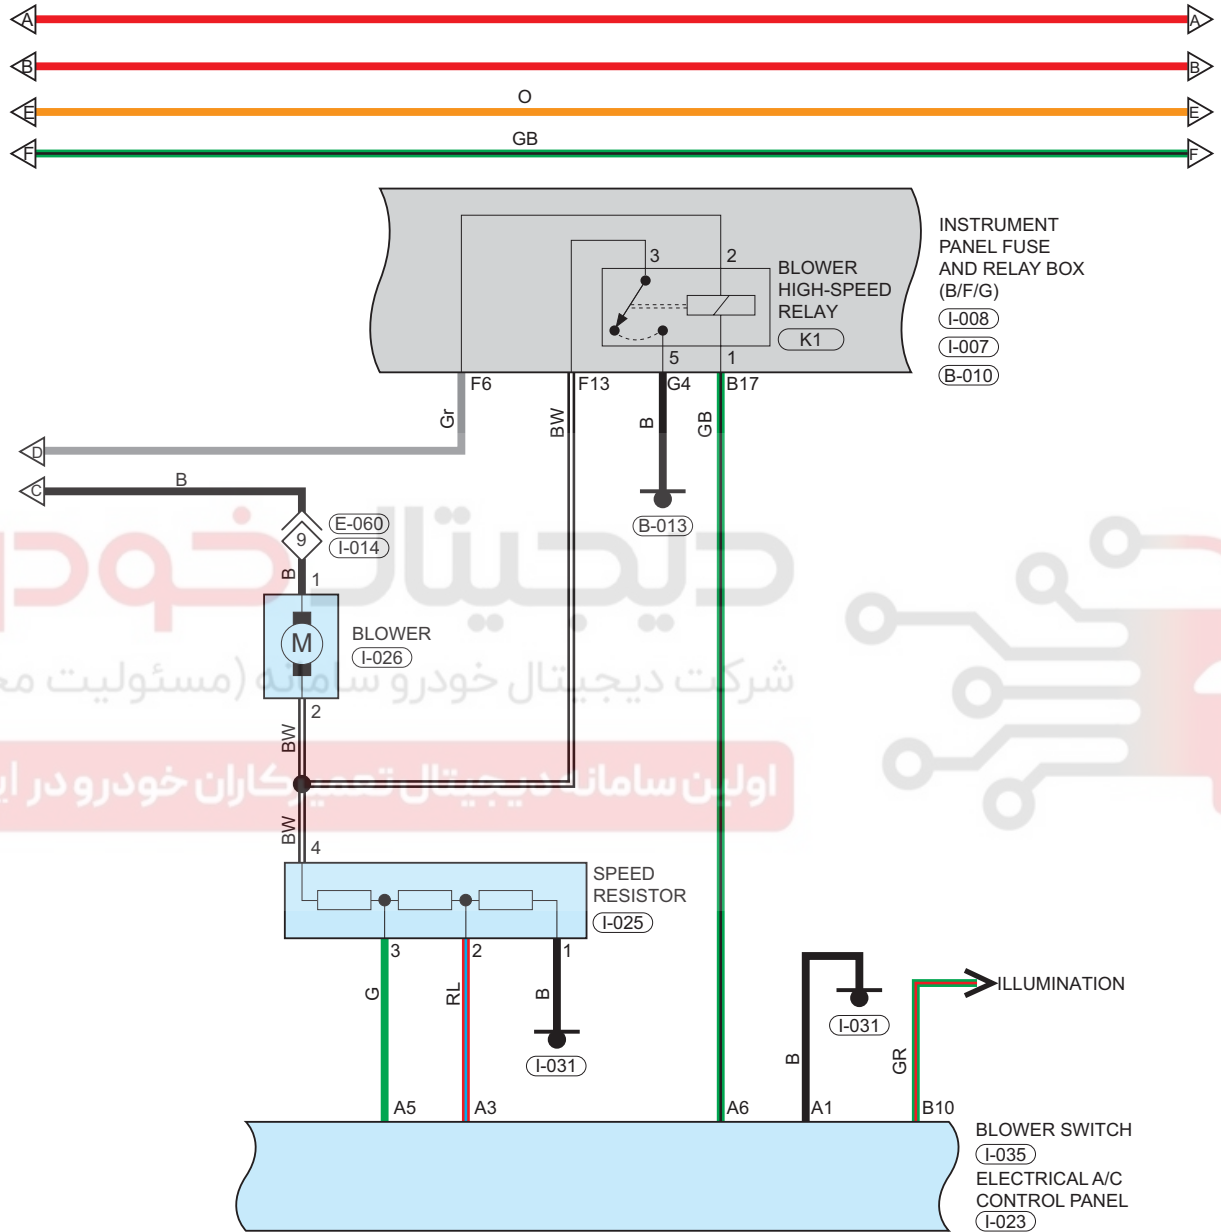 A A
B B
E O E
F GB F
INSTRUMENT
PANEL FUSE
AND RELAY BOX
(B/F/G)
I-008
I-007
B-010
3 2
BLOWER
HIGH-SPEED
RELAY
K1
5 1
F6 F13 G4 B17
Gr BW B GB
D
C B
B-013
E-060
I-014
9
B 1
M
BLOWER
I-026
2
BW
دیجیتال خودرو
شرکت دیجیتال خودرو سامانه (مسئولیت
اولین سامانه دیجیتال تعمیرکاران خودرو در
BW 4
SPEED
RESISTOR
I-025
3 2 1
G RL B
I-031
ILLUMINATION
I-031
B GR
A5 A3 A6 A1 B10
BLOWER SWITCH
I-035
ELECTRICAL A/C
CONTROL PANEL
I-023